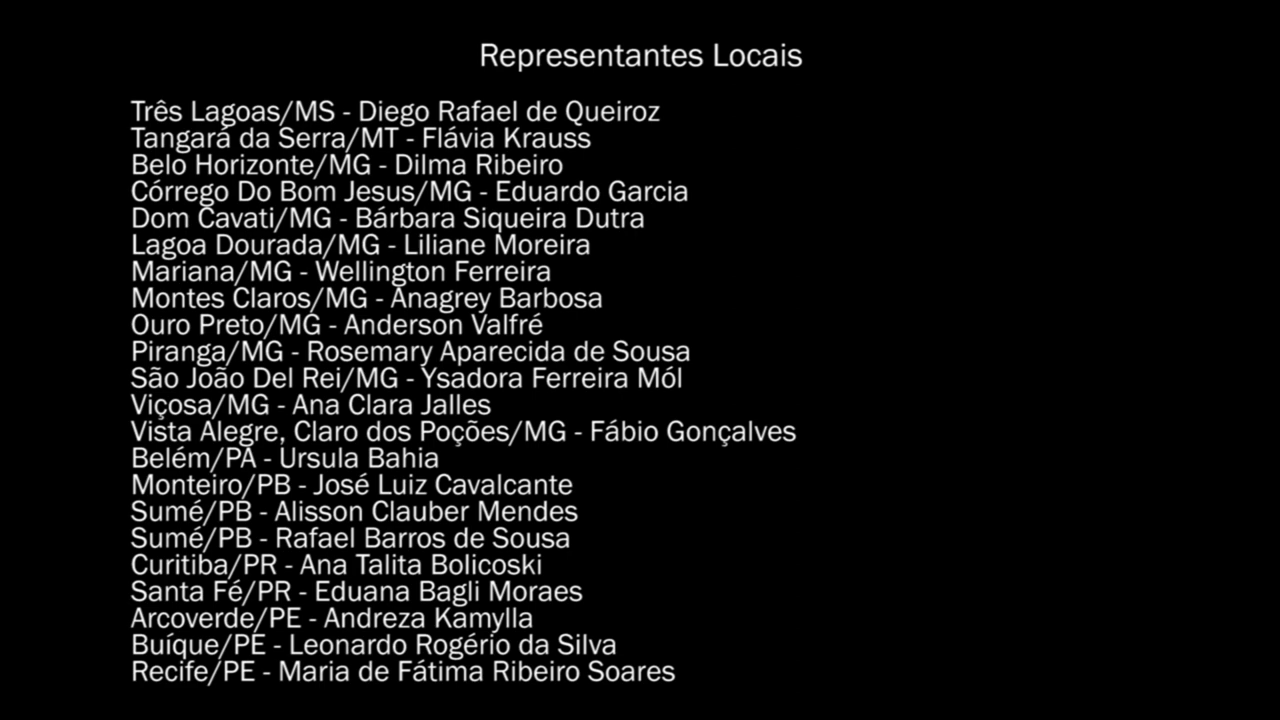 Representantes Locais
Três Lagoas/MS - Diego Rafael de Queiroz
Tangará da Serra/MT - Flávia Krauss
Belo Horizonte/MG - Dilma Ribeiro
Córrego Do Bom Jesus/MG - Eduardo Garcia
Dom Cavati/MG - Bárbara Siqueira Dutra
Lagoa Dourada/MG - Liliane Moreira
Mariana/MG - Wellington Ferreira
Montes Claros/MG - Anagrey Barbosa
Ouro Preto/MG - Anderson Valfré
Piranga/MG - Rosemary Aparecida de Sousa
São João Del Rei/MG - Ysadora Ferreira Mól
Viçosa/MG - Ana Clara Jalles
Vista Alegre, Claro dos Poções/MG - Fábio Gonçalves
Belém/PA - Úrsula Bahia
Monteiro/PB - José Luiz Cavalcante
Sumé/PB - Alisson Clauber Mendes
Sumé/PB - Rafael Barros de Sousa
Curitiba/PR - Ana Talita Bolicoski
Santa Fé/PR - Eduana Bagli Moraes
Arcoverde/PE - Andreza Kamylla
Buíque/PE - Leonardo Rogério da Silva
Recife/PE - Maria de Fátima Ribeiro Soares